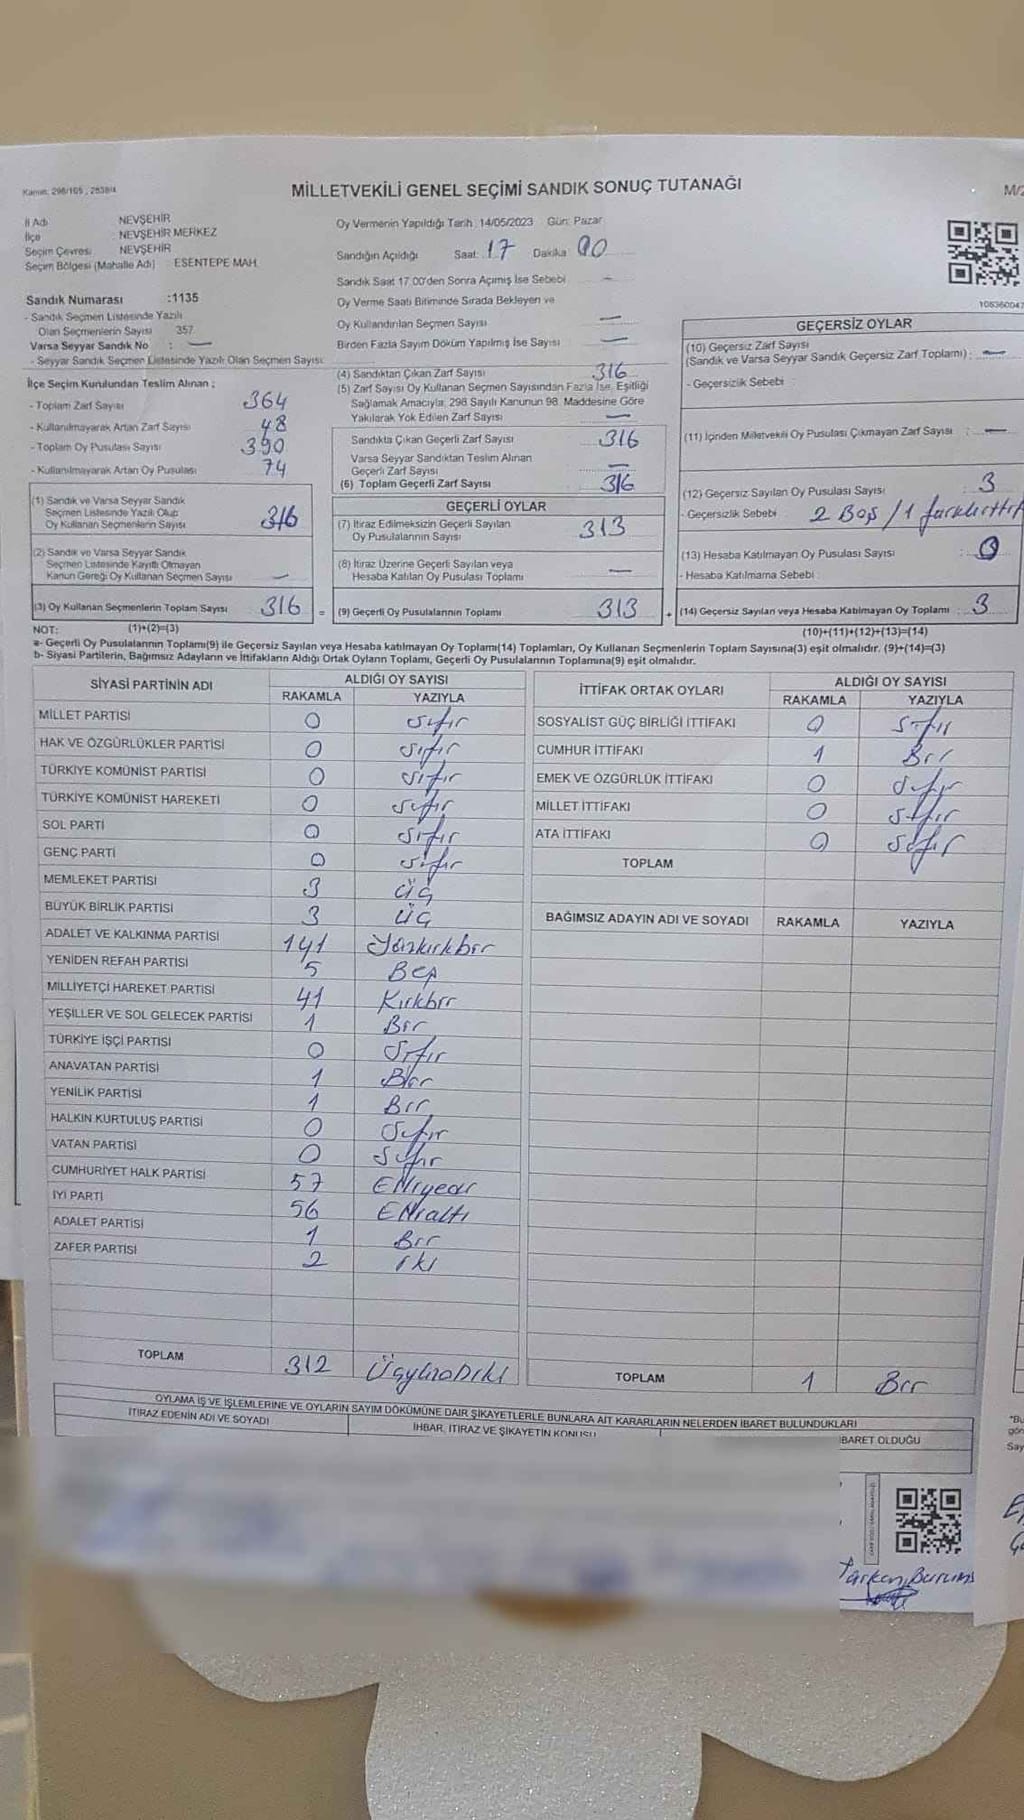 Kanun: 298/105 ; 2839/4
MİLLETVEKİLİ GENEL SEÇİMİ SANDIK SONUÇ TUTANAĞI
M/2
İl Adı NEVŞEHİR
İlçe NEVŞEHİR MERKEZ
Seçim Çevresi NEVŞEHİR
Seçim Bölgesi (Mahalle Adı) : ESENTEPE MAH.
Sandık Numarası :1135
- Sandık Seçmen Listesinde Yazılı
Olan Seçmenlerin Sayısı 357
Varsa Seyyar Sandık No : —
- Seyyar Sandık Seçmen Listesinde Yazılı Olan Seçmen Sayısı:
İlçe Seçim Kurulundan Teslim Alınan ;
- Toplam Zarf Sayısı 364
- Kullanılmayarak Artan Zarf Sayısı 48
- Toplam Oy Pusulası Sayısı 390
- Kullanılmayarak Artan Oy Pusulası 74
(1) Sandık ve Varsa Seyyar Sandık
Seçmen Listesinde Yazılı Olup
Oy Kullanan Seçmenlerin Sayısı 316
(2) Sandık ve Varsa Seyyar Sandık
Seçmen Listesinde Kayıtlı Olmayan
Kanun Gereği Oy Kullanan Seçmen Sayısı —
(3) Oy Kullanan Seçmenlerin Toplam Sayısı 316 =
Oy Vermenin Yapıldığı Tarih : 14/05/2023 Gün: Pazar
Sandığın Açıldığı Saat: 17 Dakika: 00
Sandık Saat 17.00'den Sonra Açılmış İse Sebebi —
Oy Verme Saati Bitiminde Sırada Bekleyen ve
Oy Kullandırılan Seçmen Sayısı —
Birden Fazla Sayım Döküm Yapılmış İse Sayısı —
(4) Sandıktan Çıkan Zarf Sayısı 316
(5) Zarf Sayısı Oy Kullanan Seçmen Sayısından Fazla İse, Eşitliği
Sağlamak Amacıyla, 298 Sayılı Kanunun 98. Maddesine Göre
Yakılarak Yok Edilen Zarf Sayısı —
Sandıkta Çıkan Geçerli Zarf Sayısı 316
Varsa Seyyar Sandıktan Teslim Alınan
Geçerli Zarf Sayısı —
(6) Toplam Geçerli Zarf Sayısı 316
GEÇERLİ OYLAR
(7) İtiraz Edilmeksizin Geçerli Sayılan
Oy Pusulalarının Sayısı 313
(8) İtiraz Üzerine Geçerli Sayılan veya
Hesaba Katılan Oy Pusulası Toplamı —
(9) Geçerli Oy Pusulalarının Toplamı 313 +
GEÇERSİZ OYLAR
(10) Geçersiz Zarf Sayısı
(Sandık ve Varsa Seyyar Sandık Geçersiz Zarf Toplamı) : —
- Geçersizlik Sebebi :
(11) İçinden Milletvekili Oy Pusulası Çıkmayan Zarf Sayısı : —
(12) Geçersiz Sayılan Oy Pusulası Sayısı : 3
- Geçersizlik Sebebi : 2 Boş / 1
(13) Hesaba Katılmayan Oy Pusulası Sayısı : 0
- Hesaba Katılmama Sebebi :
(14) Geçersiz Sayılan veya Hesaba Katılmayan Oy Toplamı : 3
NOT: (1)+(2)=(3) (10)+(11)+(12)+(13)=(14)
a- Geçerli Oy Pusulalarının Toplamı(9) ile Geçersiz Sayılan veya Hesaba katılmayan Oy Toplamı(14) Toplamları, Oy Kullanan Seçmenlerin Toplam Sayısına(3) eşit olmalıdır. (9)+(14)=(3)
b- Siyasi Partilerin, Bağımsız Adayların ve İttifakların Aldığı Ortak Oyların Toplamı, Geçerli Oy Pusulalarının Toplamına(9) eşit olmalıdır.
SİYASİ PARTİNİN ADI ALDIĞI OY SAYISI
RAKAMLA YAZIYLA
MİLLET PARTİSİ 0 sıfır
HAK VE ÖZGÜRLÜKLER PARTİSİ 0 sıfır
TÜRKİYE KOMÜNİST PARTİSİ 0 sıfır
TÜRKİYE KOMÜNİST HAREKETİ 0 sıfır
SOL PARTİ 0 sıfır
GENÇ PARTİ 0 sıfır
MEMLEKET PARTİSİ 3 üç
BÜYÜK BİRLİK PARTİSİ 3 üç
ADALET VE KALKINMA PARTİSİ 141 Yüzkırkbir
YENİDEN REFAH PARTİSİ 5 Beş
MİLLİYETÇİ HAREKET PARTİSİ 41 Kırkbir
YEŞİLLER VE SOL GELECEK PARTİSİ 1 Bir
TÜRKİYE İŞÇİ PARTİSİ 0 Sıfır
ANAVATAN PARTİSİ 1 Bir
YENİLİK PARTİSİ 1 Bir
HALKIN KURTULUŞ PARTİSİ 0 Sıfır
VATAN PARTİSİ 0 Sıfır
CUMHURİYET HALK PARTİSİ 57 Elliyedi
İYİ PARTİ 56 Ellialtı
ADALET PARTİSİ 1 Bir
ZAFER PARTİSİ 2 iki
TOPLAM 312 Üçyüzoniki
İTTİFAK ORTAK OYLARI ALDIĞI OY SAYISI
RAKAMLA YAZIYLA
SOSYALİST GÜÇ BİRLİĞİ İTTİFAKI 0 Sıfır
CUMHUR İTTİFAKI 1 Bir
EMEK VE ÖZGÜRLÜK İTTİFAKI 0 Sıfır
MİLLET İTTİFAKI 0 Sıfır
ATA İTTİFAKI 0 Sıfır
TOPLAM
BAĞIMSIZ ADAYIN ADI VE SOYADI RAKAMLA YAZIYLA
TOPLAM 1 Bir
OYLAMA İŞ VE İŞLEMLERİNE VE OYLARIN SAYIM DÖKÜMÜNE DAİR ŞİKAYETLERLE BUNLARA AİT KARARLARIN NELERDEN İBARET BULUNDUKLARI
İTİRAZ EDENİN ADI VE SOYADI İHBAR, İTİRAZ VE ŞİKAYETİN KONUSU İBARET OLDUĞU